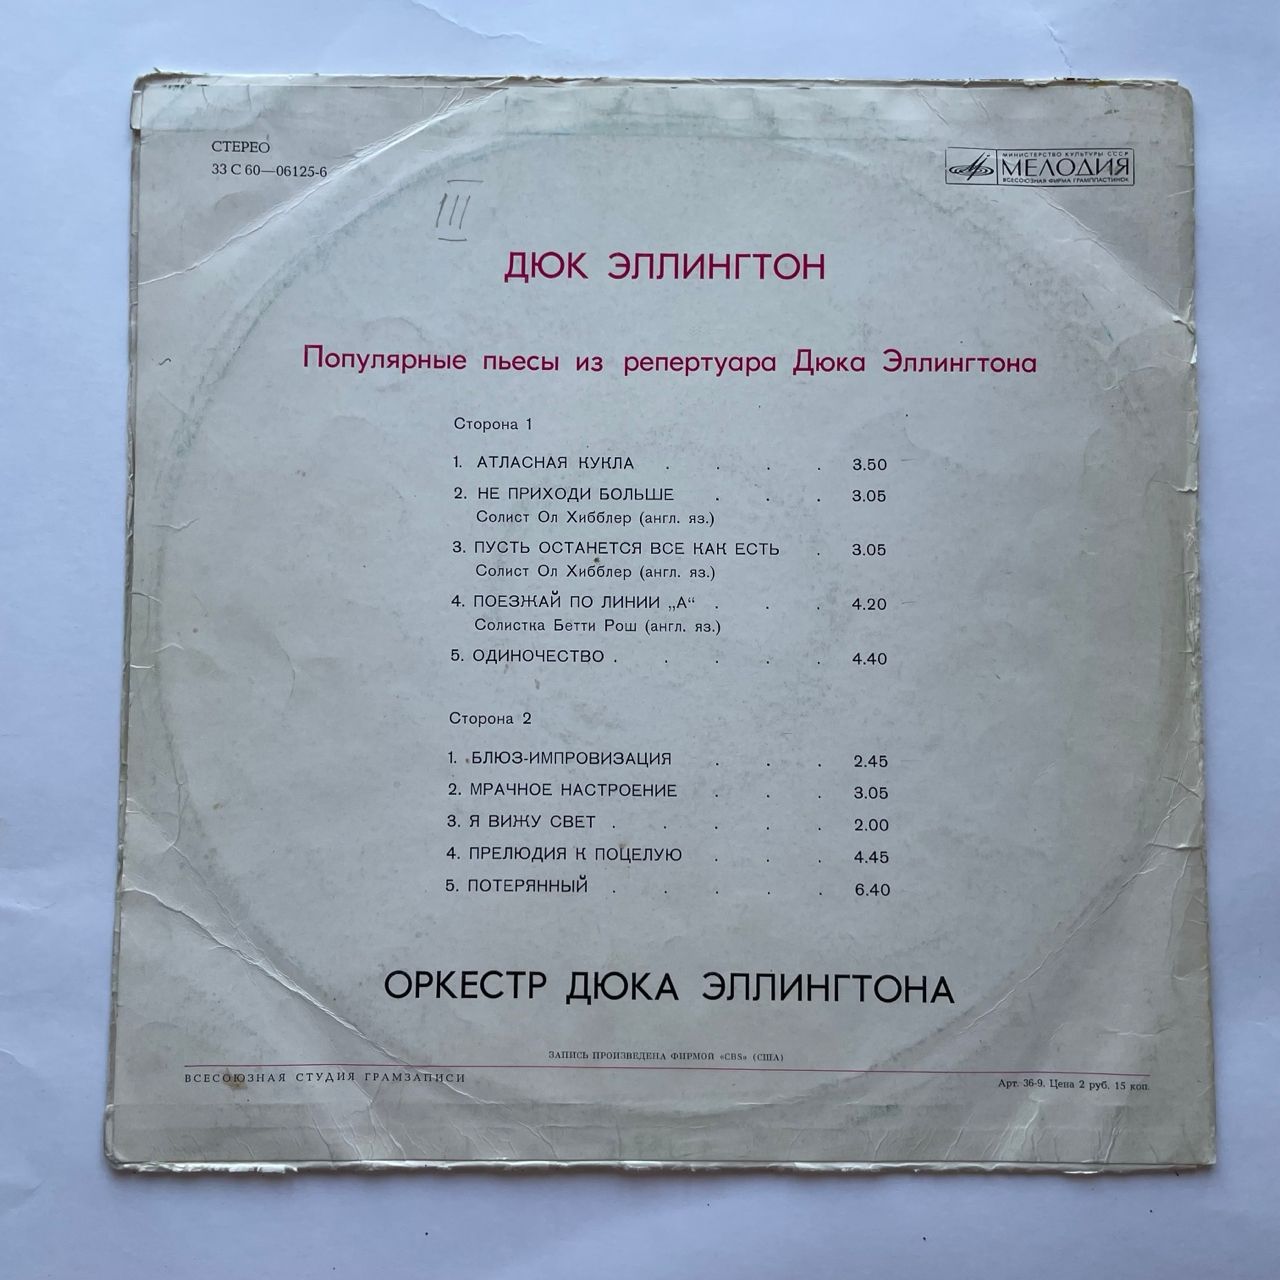 СТЕРЕО
33 С 60—06125-6
III
МИНИСТЕРСТВО КУЛЬТУРЫ СССР
МЕЛОДИЯ
ВСЕСОЮЗНАЯ ФИРМА ГРАМПЛАСТИНОК
ДЮК ЭЛЛИНГТОН
Популярные пьесы из репертуара Дюка Эллингтона
Сторона 1
1. АТЛАСНАЯ КУКЛА . . . . 3.50
2. НЕ ПРИХОДИ БОЛЬШЕ . . . 3.05
Солист Ол Хибблер (англ. яз.)
3. ПУСТЬ ОСТАНЕТСЯ ВСЕ КАК ЕСТЬ . 3.05
Солист Ол Хибблер (англ. яз.)
4. ПОЕЗЖАЙ ПО ЛИНИИ „А“ . . . 4.20
Солистка Бетти Рош (англ. яз.)
5. ОДИНОЧЕСТВО . . . . . 4.40
Сторона 2
1. БЛЮЗ-ИМПРОВИЗАЦИЯ . . . 2.45
2. МРАЧНОЕ НАСТРОЕНИЕ . . . 3.05
3. Я ВИЖУ СВЕТ . . . . . 2.00
4. ПРЕЛЮДИЯ К ПОЦЕЛУЮ . . . 4.45
5. ПОТЕРЯННЫЙ . . . . . 6.40
ОРКЕСТР ДЮКА ЭЛЛИНГТОНА
ЗАПИСЬ ПРОИЗВЕДЕНА ФИРМОЙ «CBS» (США)
ВСЕСОЮЗНАЯ СТУДИЯ ГРАМЗАПИСИ
Арт. 36-9. Цена 2 руб. 15 коп.